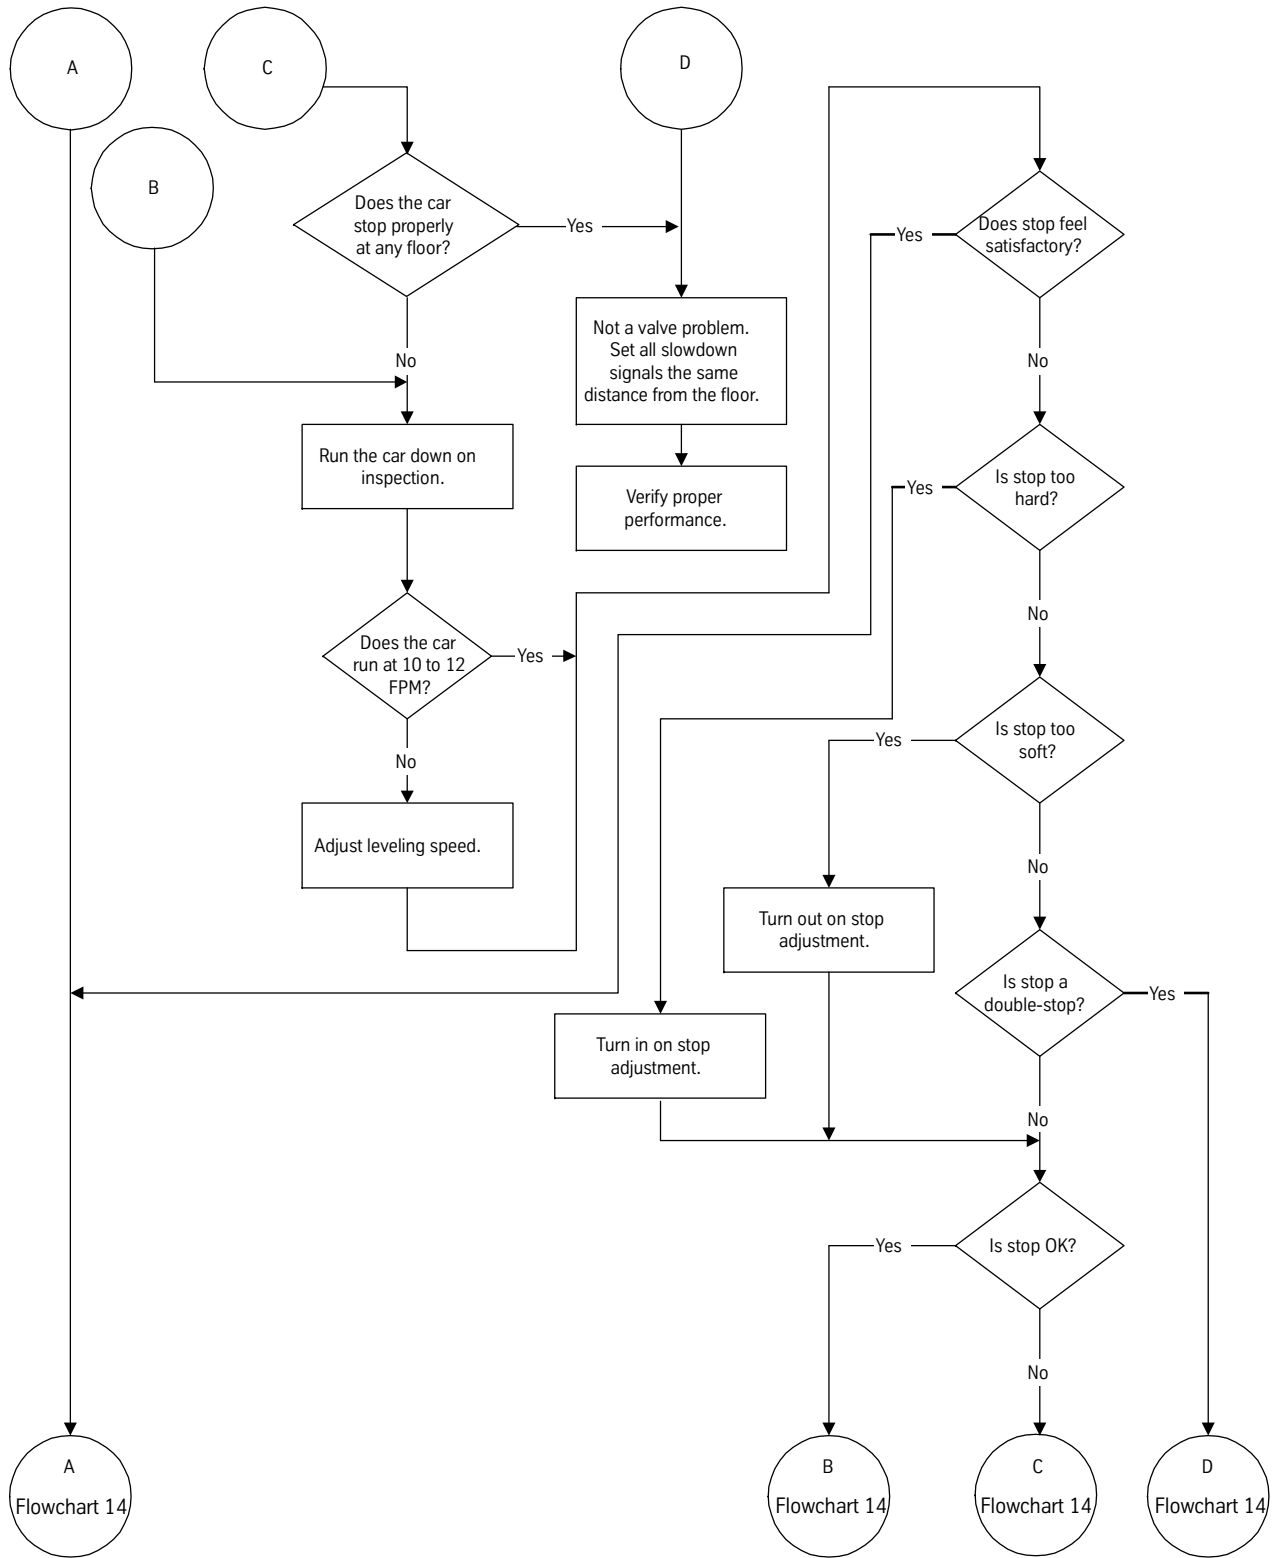 A
C
D
B
Does the car
stop properly
at any floor?
Yes
No
Not a valve problem.
Set all slowdown
signals the same
distance from the floor.
Verify proper
performance.
Run the car down on
inspection.
Does the car
run at 10 to 12
FPM?
Yes
No
Adjust leveling speed.
Does stop feel
satisfactory?
Yes
No
Is stop too
hard?
Yes
No
Is stop too
soft?
Yes
No
Turn out on stop
adjustment.
Is stop a
double-stop?
Yes
No
Turn in on stop
adjustment.
Is stop OK?
Yes
No
A
Flowchart 14
B
Flowchart 14
C
Flowchart 14
D
Flowchart 14